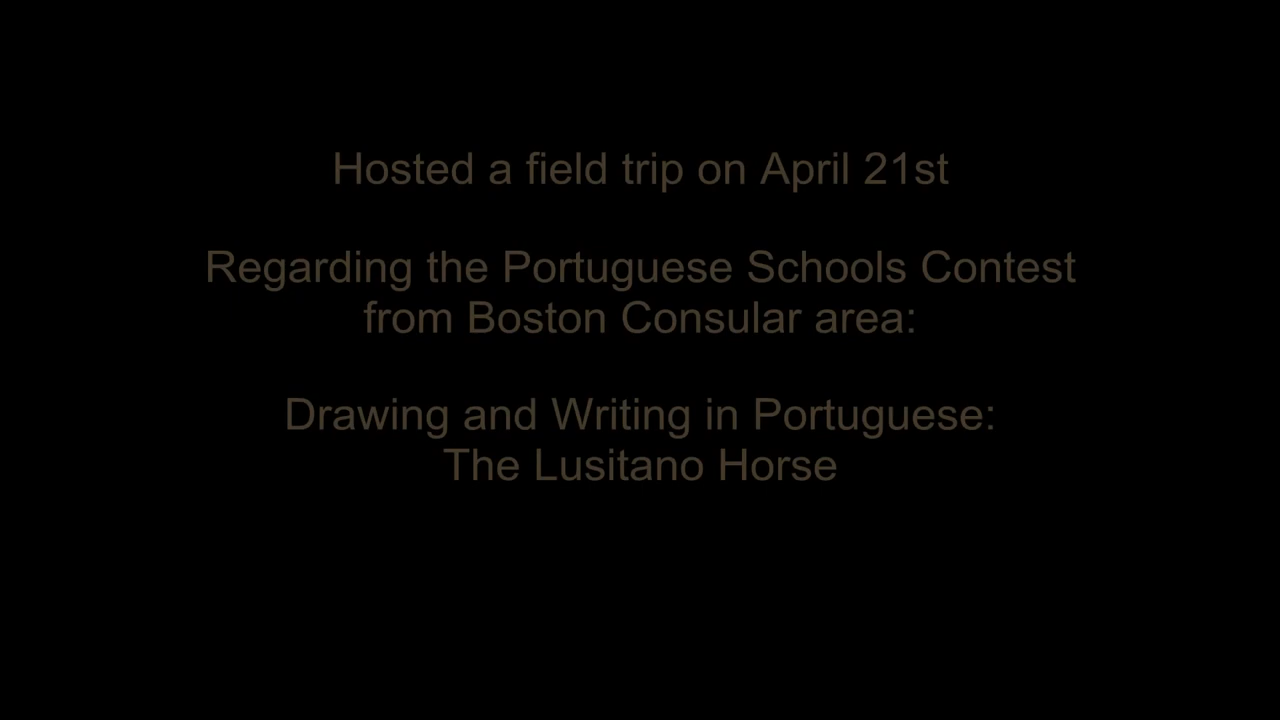 Hosted a field trip on April 21st
Regarding the Portuguese Schools Contest
from Boston Consular area:
Drawing and Writing in Portuguese:
The Lusitano Horse